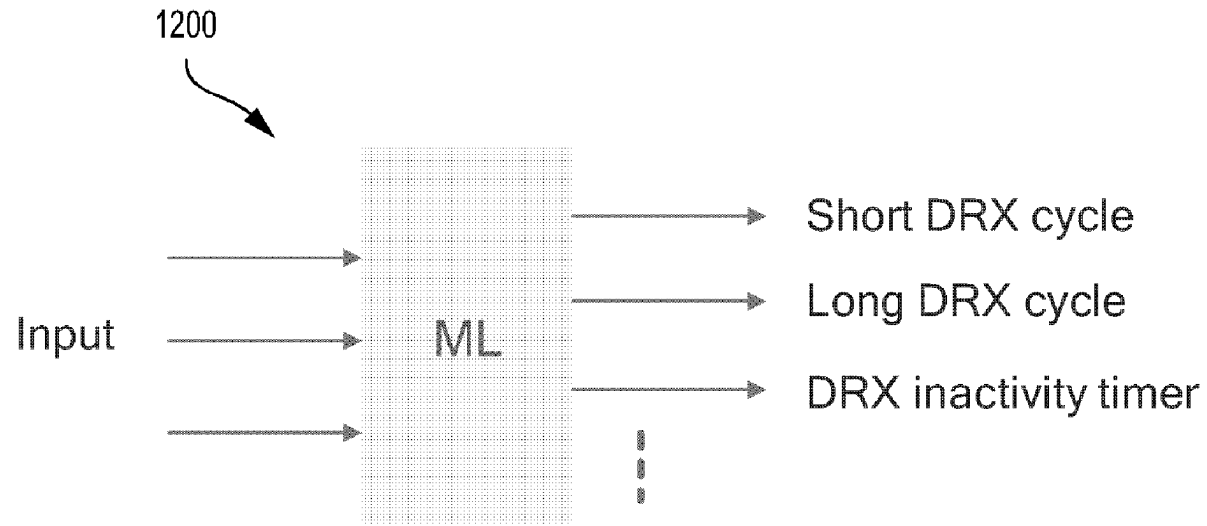 1200
Input
ML
Short DRX cycle
Long DRX cycle
DRX inactivity timer